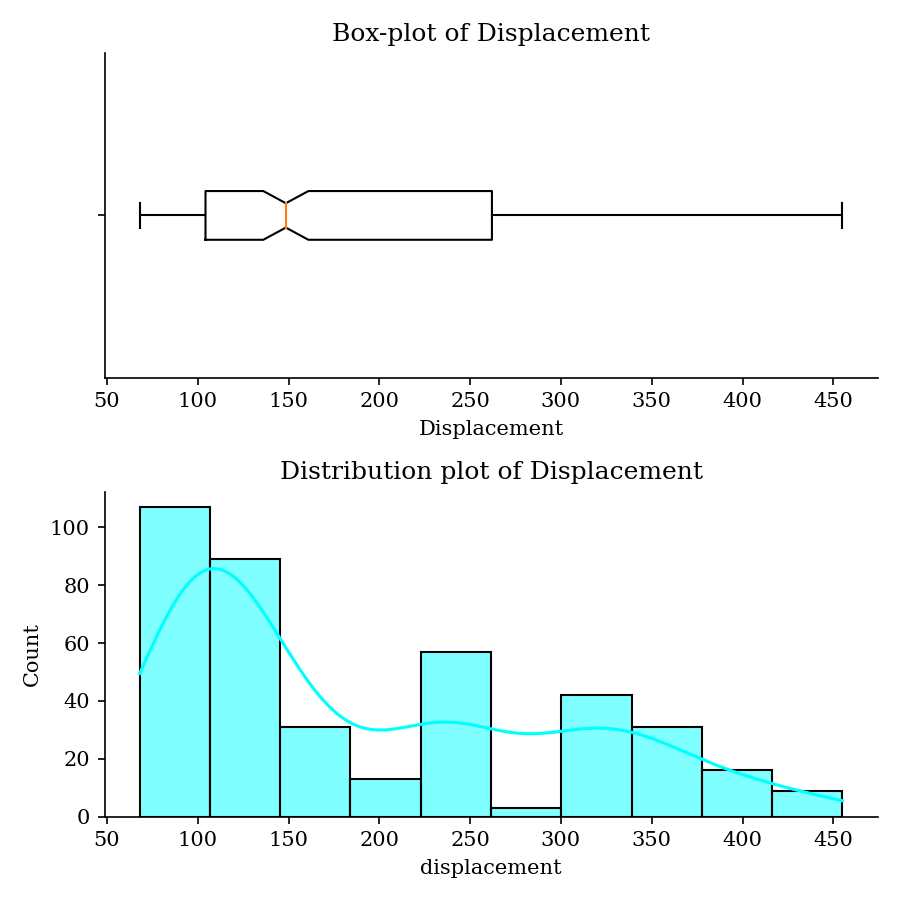 Box-plot of Displacement
50 100 150 200 250 300 350 400 450
Displacement
Distribution plot of Displacement
100
80
60
40
20
0
Count
50 100 150 200 250 300 350 400 450
displacement